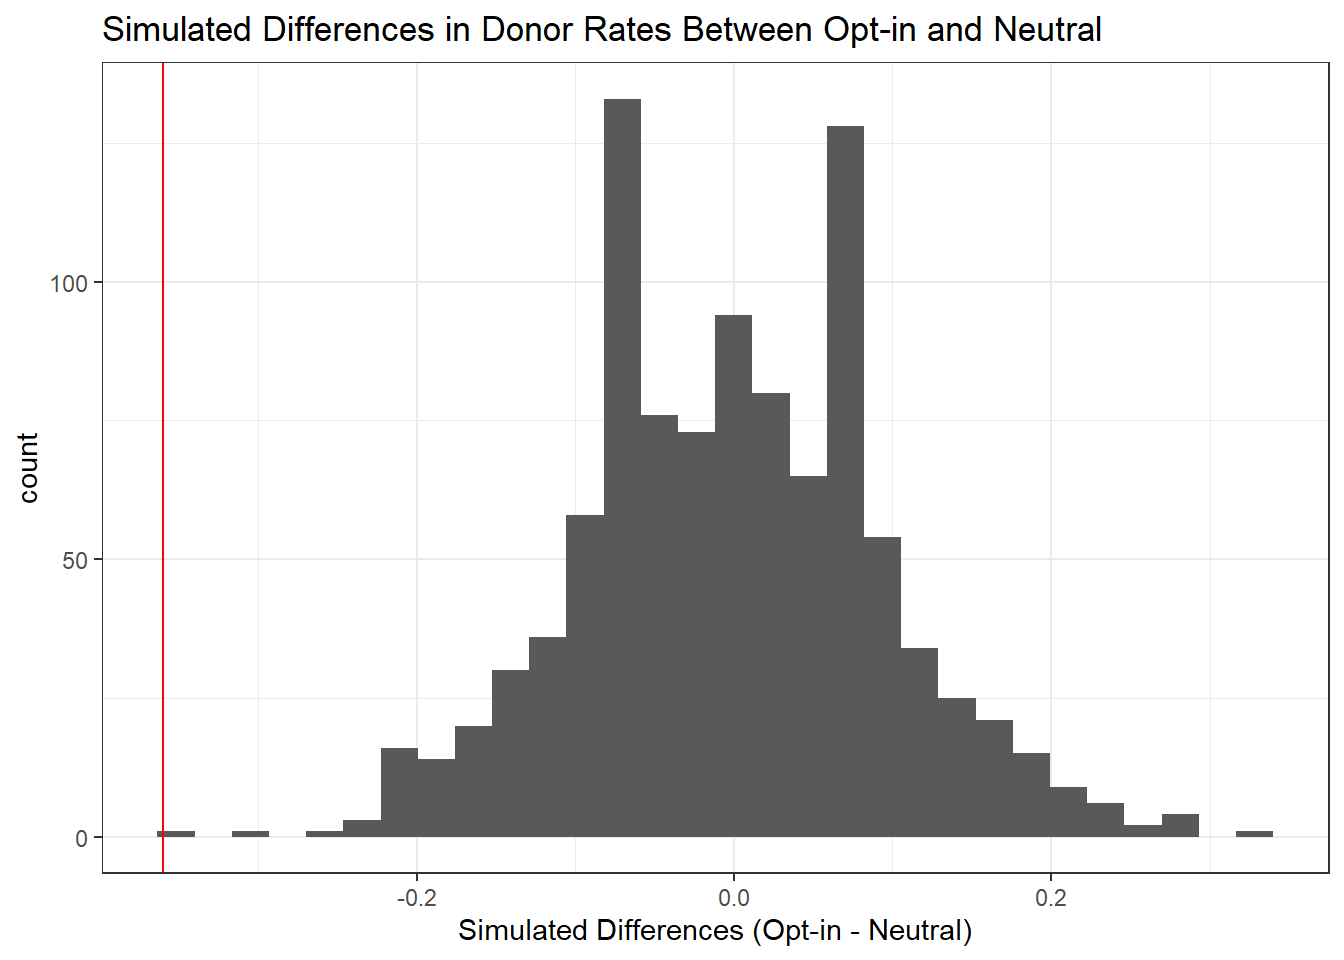 Simulated Differences in Donor Rates Between Opt-in and Neutral
count
100
50
0
-0.2
0.0
0.2
Simulated Differences (Opt-in - Neutral)